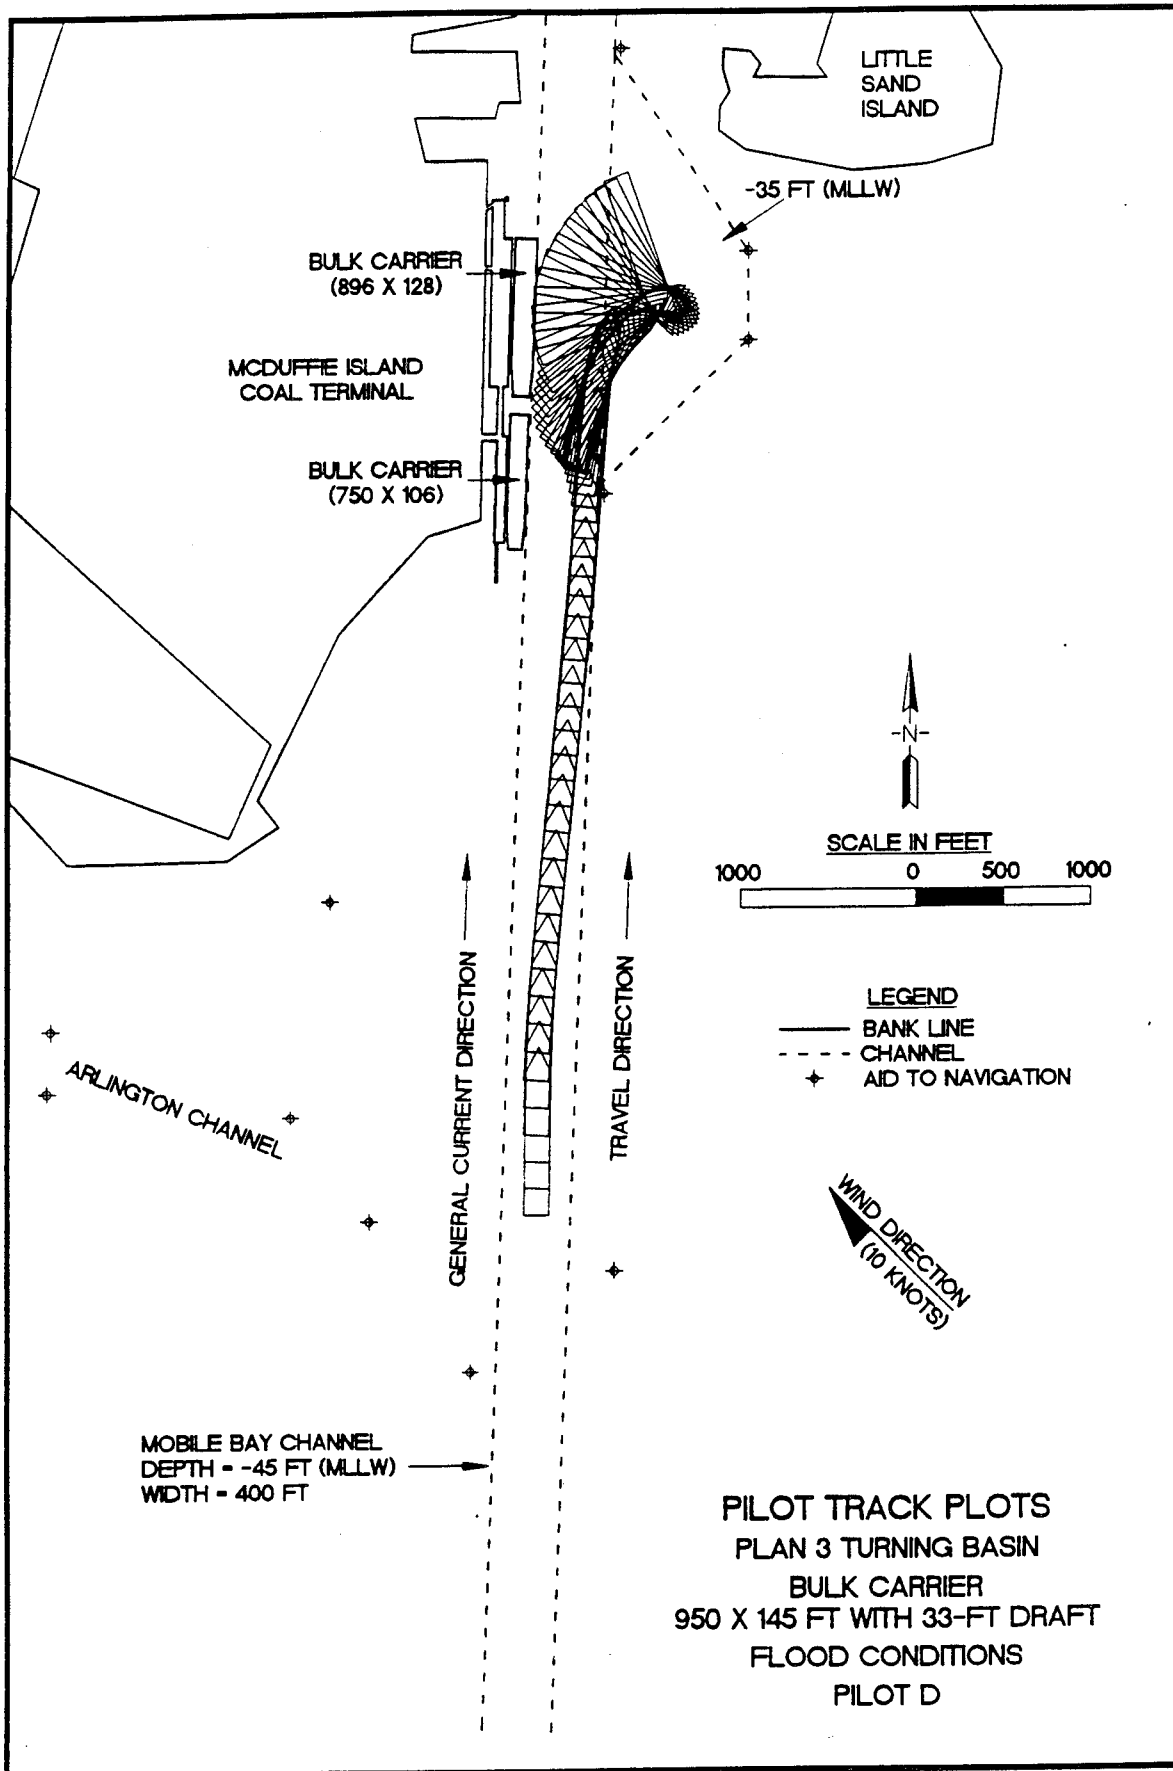 LITTLE
SAND
ISLAND
-35 FT (MLLW)
BULK CARRIER
(896 X 128)
MCDUFFIE ISLAND
COAL TERMINAL
BULK CARRIER
(750 X 106)
-N-
SCALE IN FEET
1000 0 500 1000
GENERAL CURRENT DIRECTION
TRAVEL DIRECTION
LEGEND
BANK LINE
CHANNEL
AID TO NAVIGATION
ARLINGTON CHANNEL
WIND DIRECTION
(10 KNOTS)
MOBILE BAY CHANNEL
DEPTH = -45 FT (MLLW)
WIDTH = 400 FT
PILOT TRACK PLOTS
PLAN 3 TURNING BASIN
BULK CARRIER
950 X 145 FT WITH 33-FT DRAFT
FLOOD CONDITIONS
PILOT D